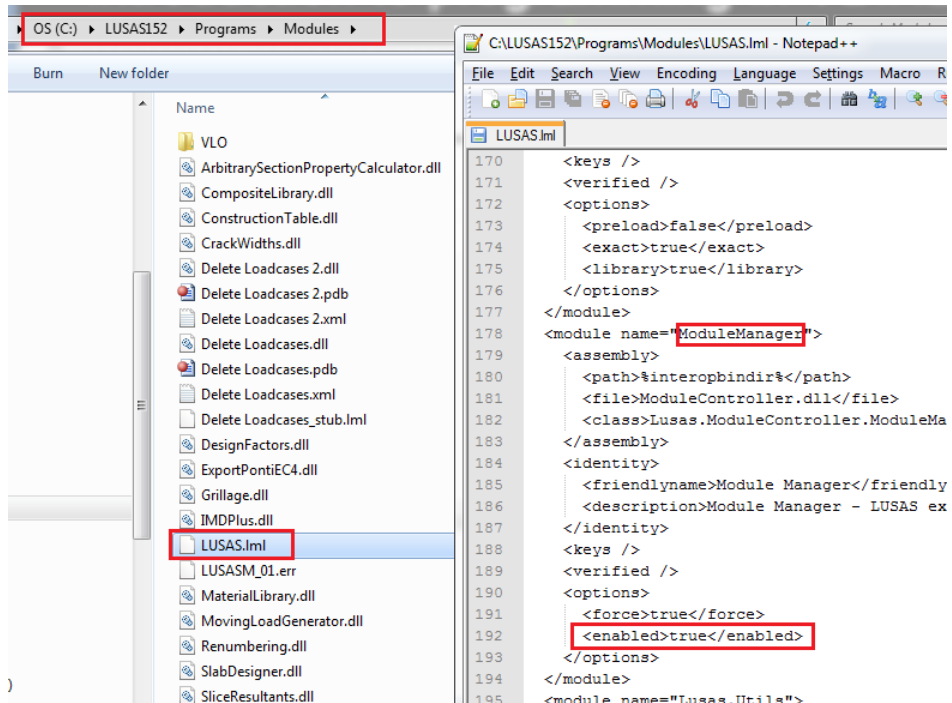 OS (C:) ▸ LUSAS152 ▸ Programs ▸ Modules ▸
Burn New folder
Name
VLO
ArbitrarySectionPropertyCalculator.dll
CompositeLibrary.dll
ConstructionTable.dll
CrackWidths.dll
Delete Loadcases 2.dll
Delete Loadcases 2.pdb
Delete Loadcases 2.xml
Delete Loadcases.dll
Delete Loadcases.pdb
Delete Loadcases.xml
Delete Loadcases_stub.lml
DesignFactors.dll
ExportPontiEC4.dll
Grillage.dll
IMDPlus.dll
LUSAS.lml
LUSASM_01.err
MaterialLibrary.dll
MovingLoadGenerator.dll
Renumbering.dll
SlabDesigner.dll
SliceResultants.dll
)
C:\LUSAS152\Programs\Modules\LUSAS.lml - Notepad++
File Edit Search View Encoding Language Settings Macro R
LUSAS.lml
170 <keys />
171 <verified />
172 <options>
173 <preload>false</preload>
174 <exact>true</exact>
175 <library>true</library>
176 </options>
177 </module>
178 <module name="ModuleManager">
179 <assembly>
180 <path>%interopbindir%</path>
181 <file>ModuleController.dll</file>
182 <class>Lusas.ModuleController.ModuleMa
183 </assembly>
184 <identity>
185 <friendlyname>Module Manager</friendly
186 <description>Module Manager - LUSAS ex
187 </identity>
188 <keys />
189 <verified />
190 <options>
191 <force>true</force>
192 <enabled>true</enabled>
193 </options>
194 </module>
195 <module name="Lusas.Utils">